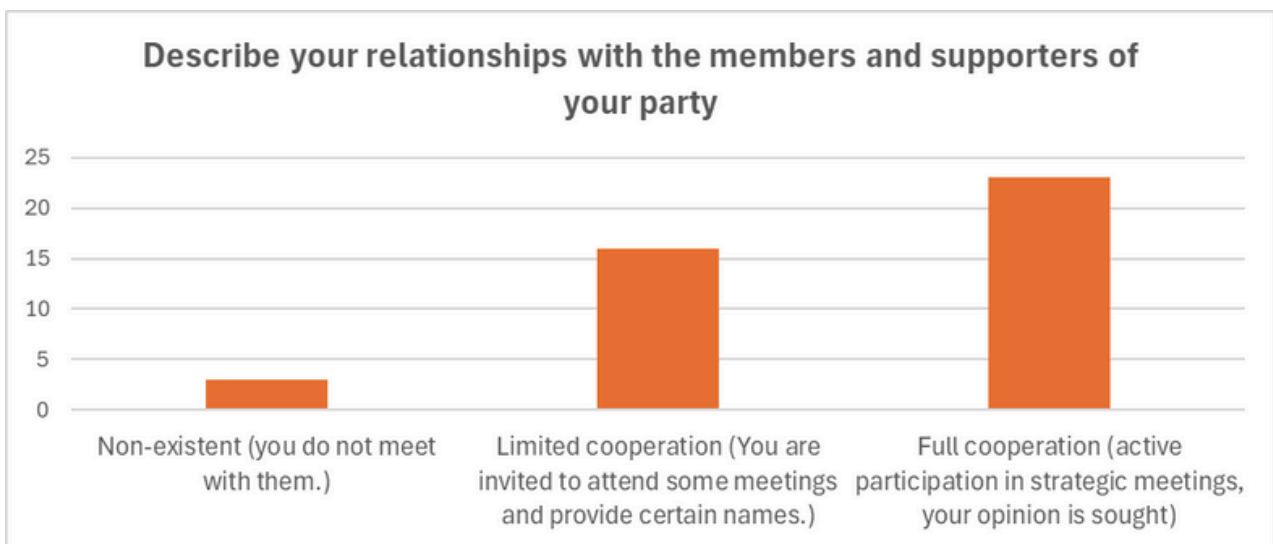 Describe your relationships with the members and supporters of
your party
25
20
15
10
5
0
Non-existent (you do not meet
with them.)
Limited cooperation (You are
invited to attend some meetings
and provide certain names.)
Full cooperation (active
participation in strategic meetings,
your opinion is sought)